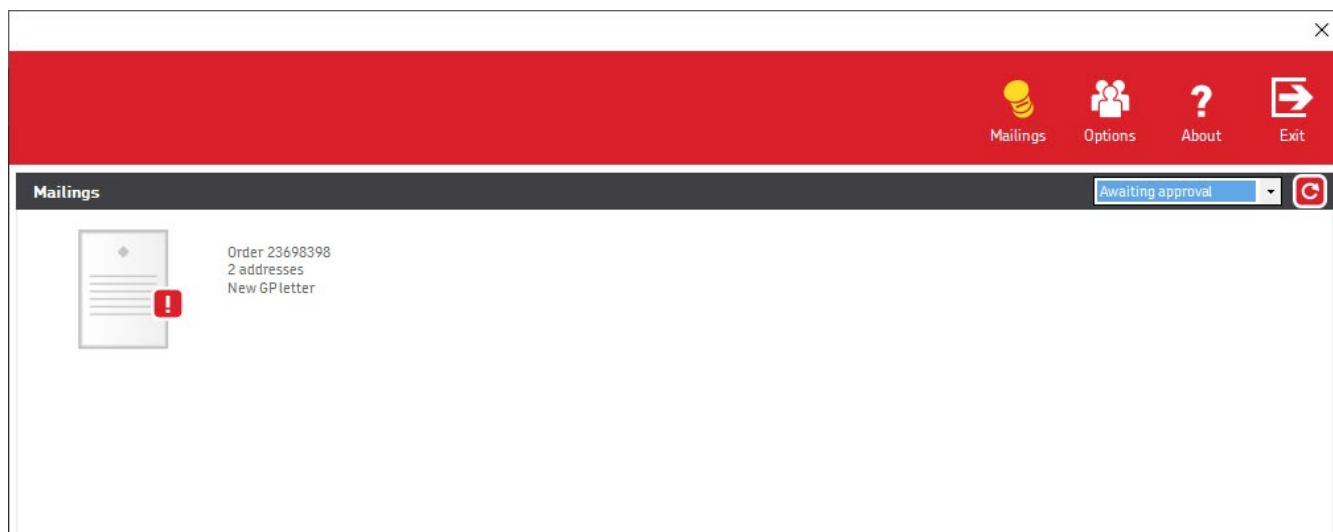 Mailings
Options
About
Exit
Mailings
Awaiting approval
Order 23698398
2 addresses
New GP letter